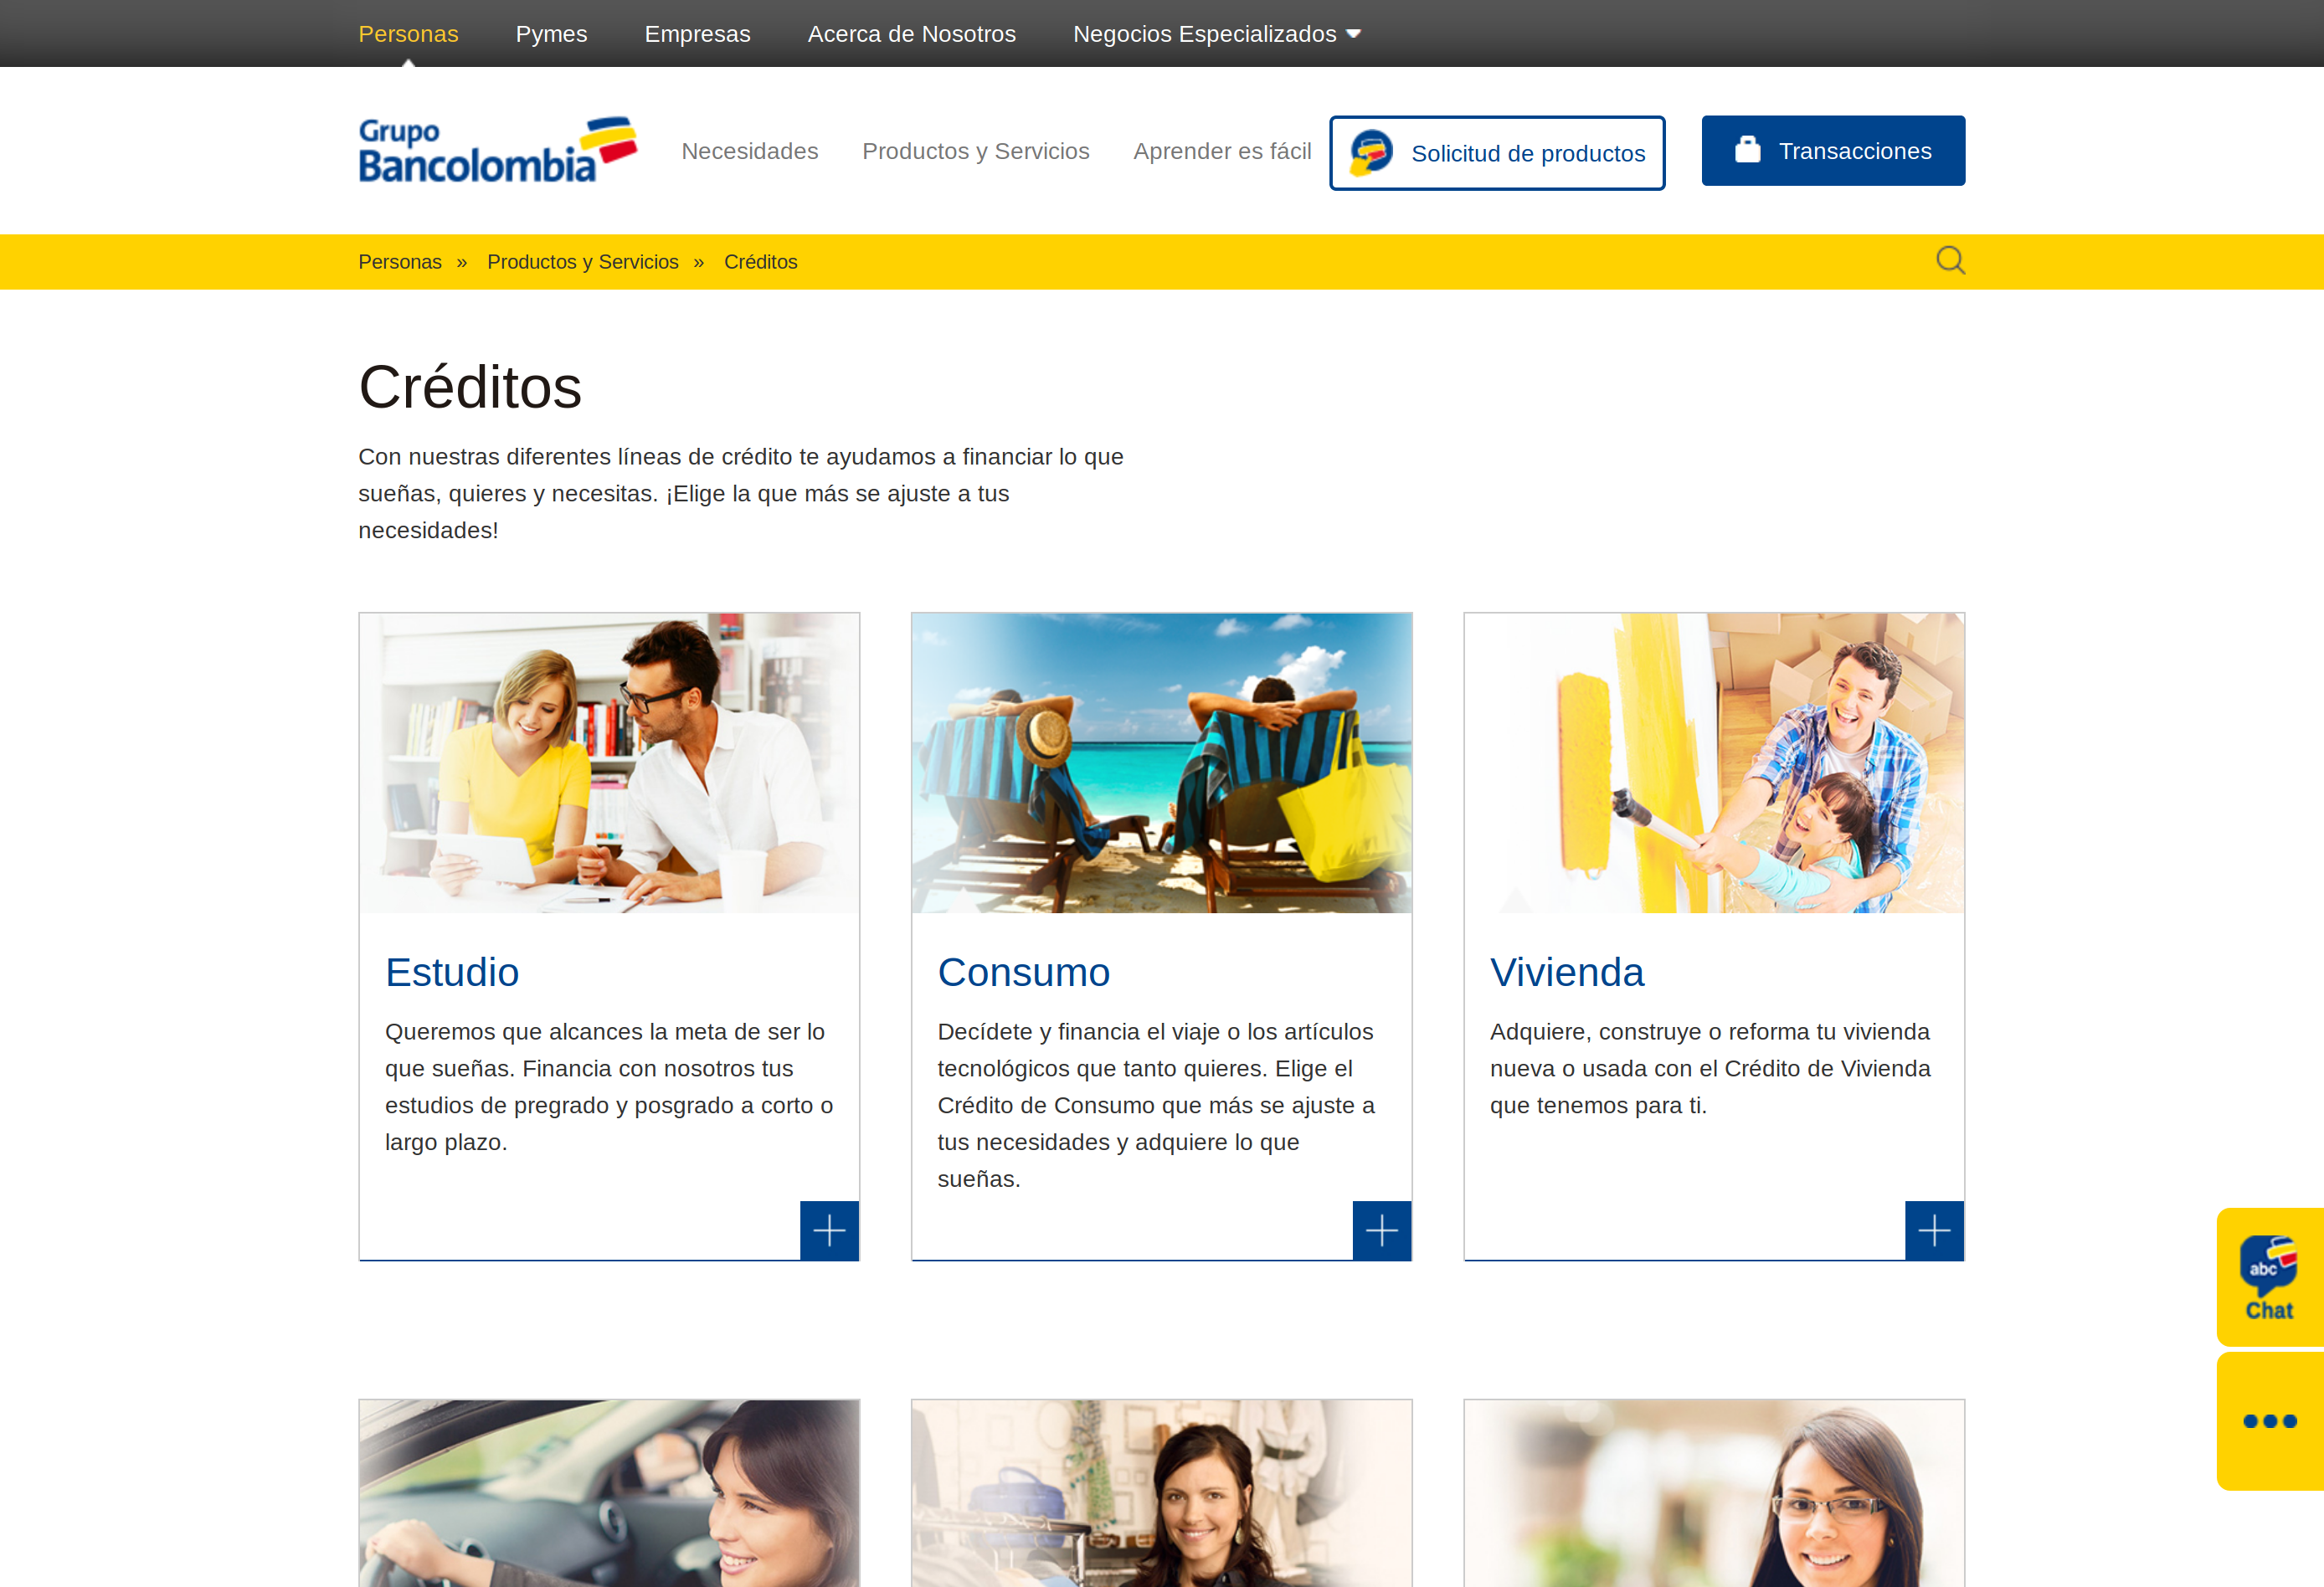 Personas Pymes Empresas Acerca de Nosotros Negocios Especializados
Grupo
Bancolombia
Necesidades Productos y Servicios Aprender es fácil Solicitud de productos Transacciones
Personas » Productos y Servicios » Créditos
Créditos
Con nuestras diferentes líneas de crédito te ayudamos a financiar lo que
sueñas, quieres y necesitas. ¡Elige la que más se ajuste a tus
necesidades!
Estudio
Queremos que alcances la meta de ser lo
que sueñas. Financia con nosotros tus
estudios de pregrado y posgrado a corto o
largo plazo.
Consumo
Decídete y financia el viaje o los artículos
tecnológicos que tanto quieres. Elige el
Crédito de Consumo que más se ajuste a
tus necesidades y adquiere lo que
sueñas.
Vivienda
Adquiere, construye o reforma tu vivienda
nueva o usada con el Crédito de Vivienda
que tenemos para ti.
abc
Chat